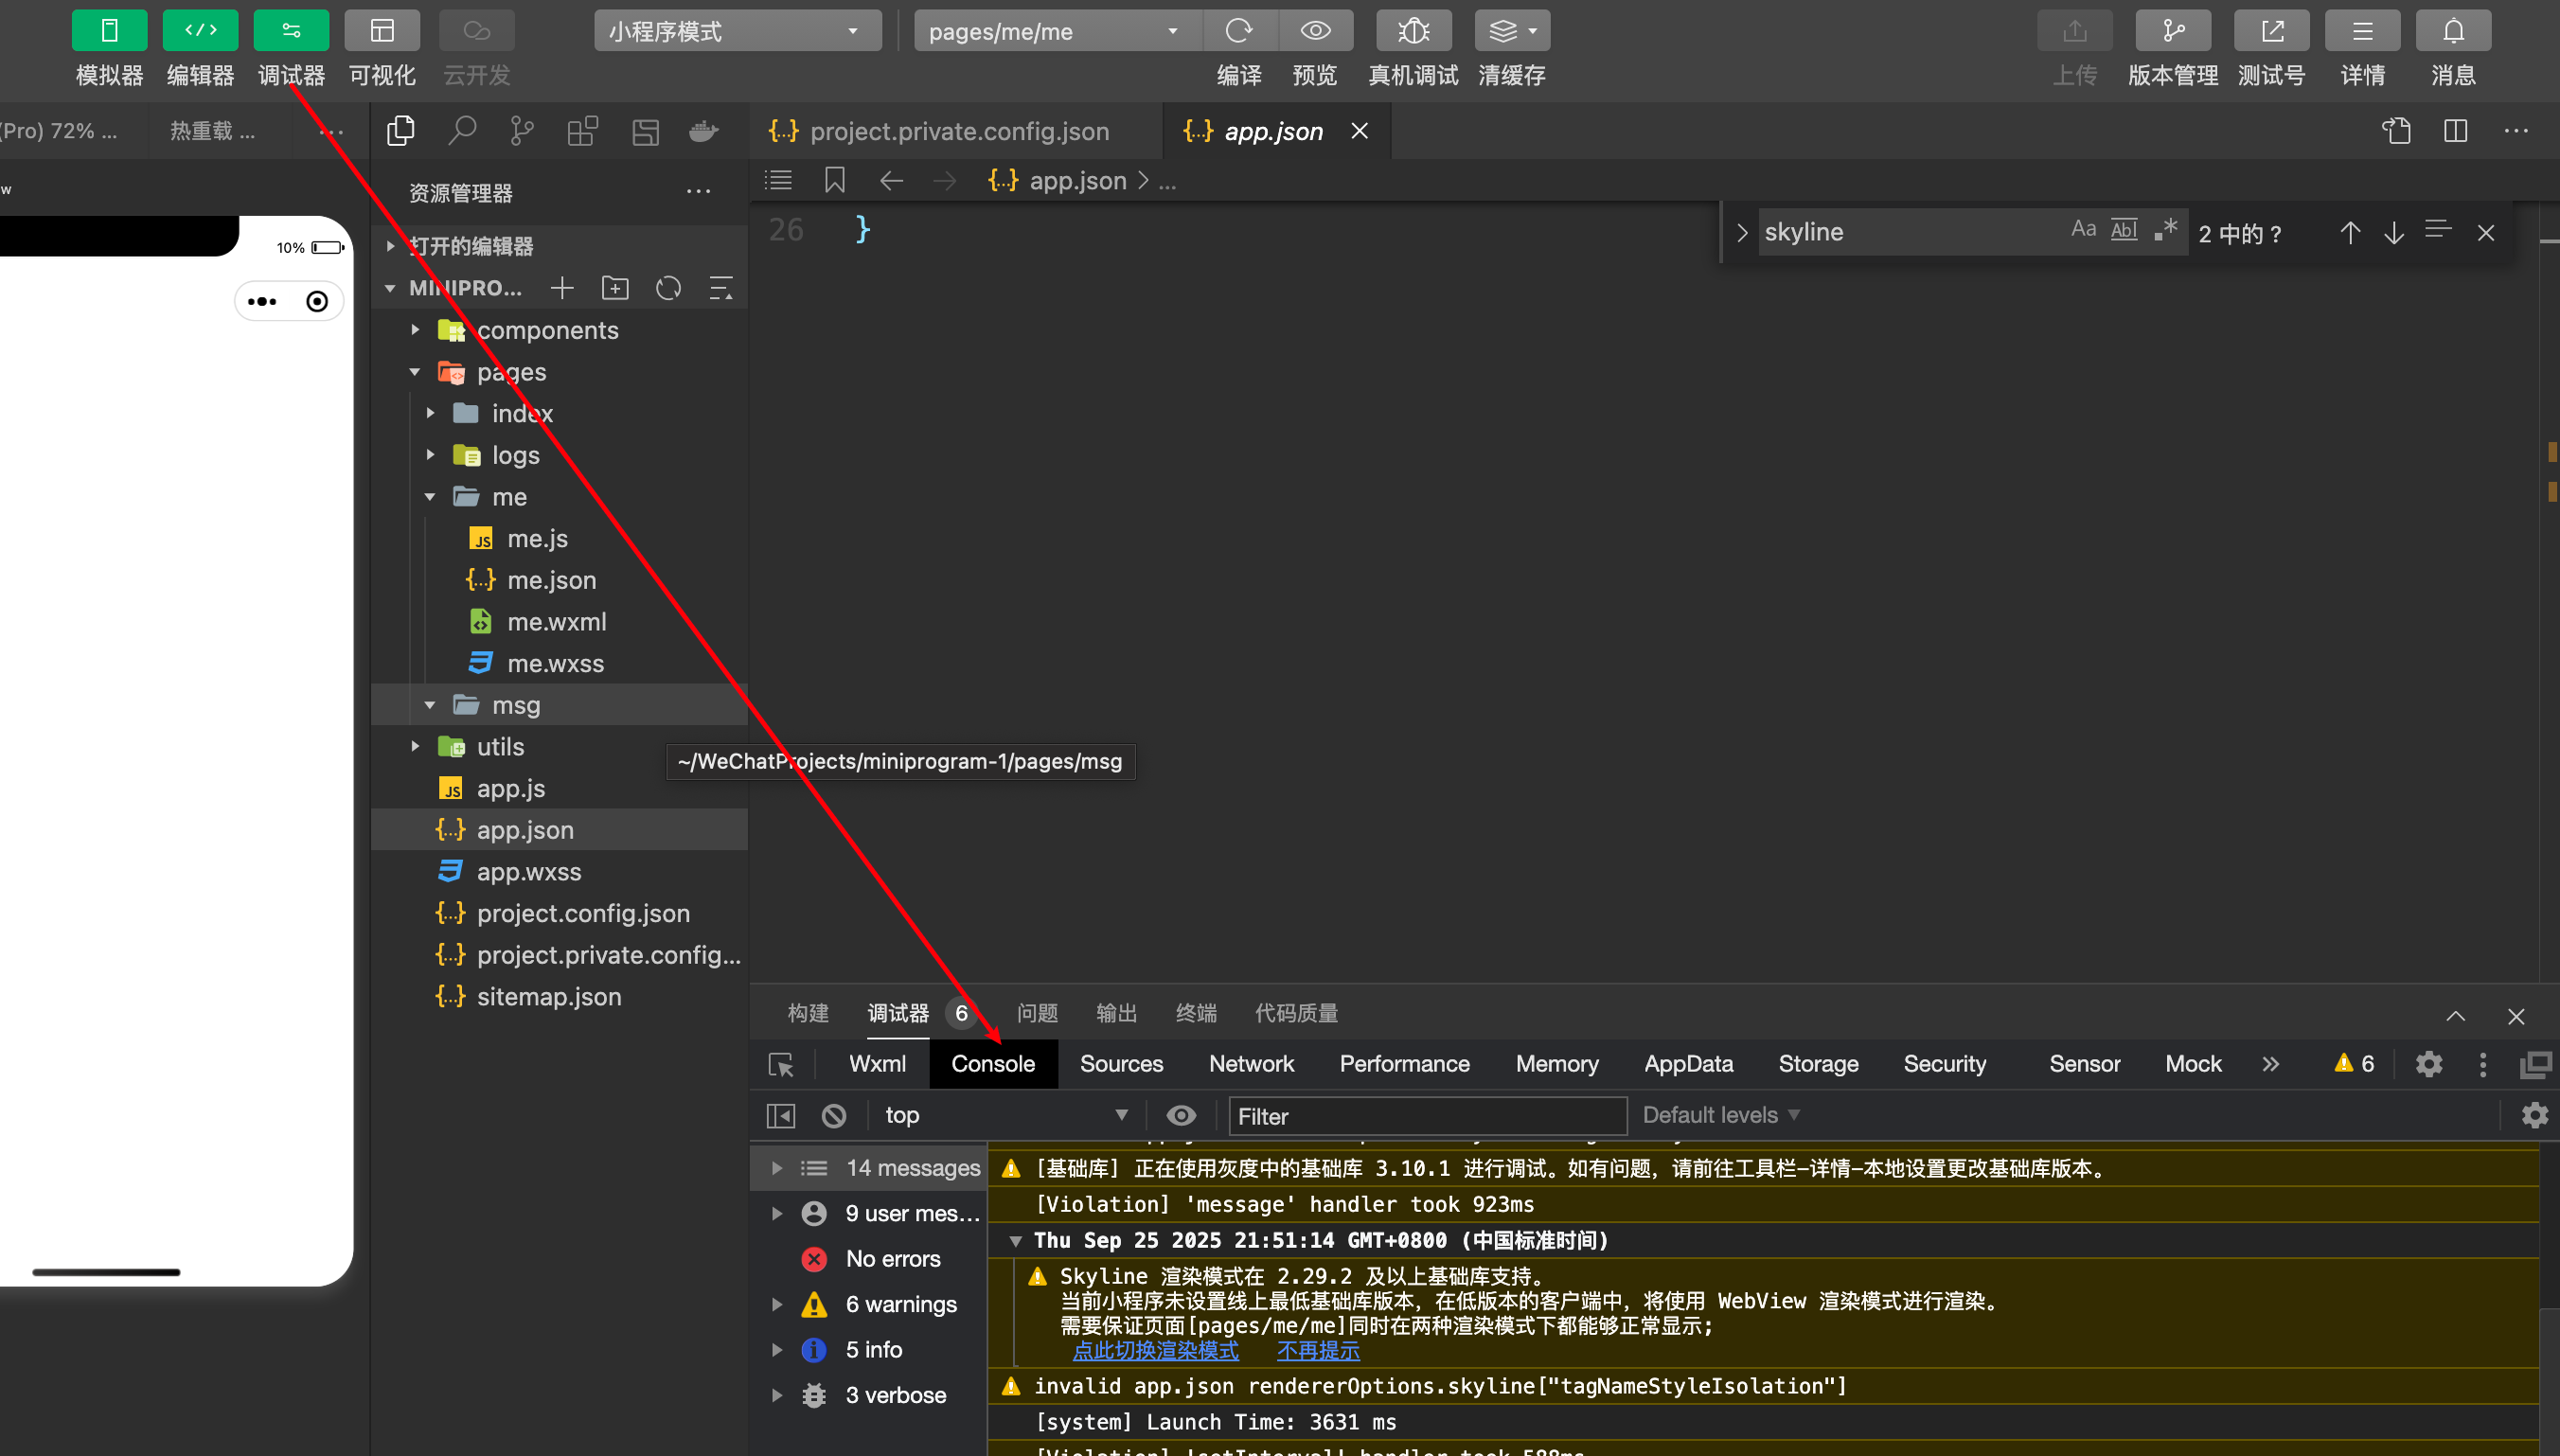 小程序模式
pages/me/me
模拟器
编辑器
调试器
可视化
云开发
编译
预览
真机调试
清缓存
上传
版本管理
测试号
详情
消息
(Pro) 72% ...
热重载 ...
project.private.config.json
app.json
w
资源管理器
app.json > ...
10%
打开的编辑器
26 }
skyline
Aa
Abl
2 中的 ?
MINIPRO...
components
pages
index
logs
me
me.js
me.json
me.wxml
me.wxss
msg
utils
~/WeChatProjects/miniprogram-1/pages/msg
app.js
app.json
app.wxss
project.config.json
project.private.config...
sitemap.json
构建
调试器 6
问题
输出
终端
代码质量
Wxml
Console
Sources
Network
Performance
Memory
AppData
Storage
Security
Sensor
Mock
6
top
Filter
Default levels
14 messages
9 user mes...
No errors
6 warnings
5 info
3 verbose
[基础库] 正在使用灰度中的基础库 3.10.1 进行调试。如有问题，请前往工具栏-详情-本地设置更改基础库版本。
[Violation] 'message' handler took 923ms
Thu Sep 25 2025 21:51:14 GMT+0800 (中国标准时间)
Skyline 渲染模式在 2.29.2 及以上基础库支持。
当前小程序未设置线上最低基础库版本，在低版本的客户端中，将使用 WebView 渲染模式进行渲染。
需要保证页面[pages/me/me]同时在两种渲染模式下都能够正常显示;
点此切换渲染模式 不再提示
invalid app.json rendererOptions.skyline["tagNameStyleIsolation"]
[system] Launch Time: 3631 ms
[Violation] 'setInterval' handler took 588ms